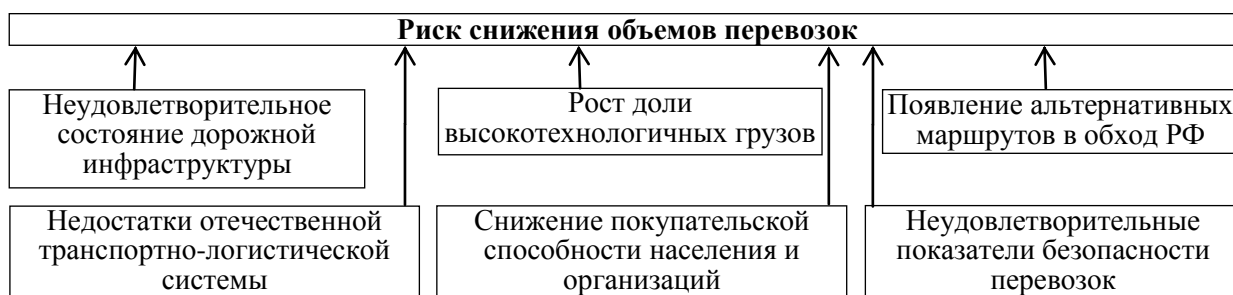 Риск снижения объемов перевозок
Неудовлетворительное
состояние дорожной
инфраструктуры
Рост доли
высокотехнологичных грузов
Появление альтернативных
маршрутов в обход РФ
Недостатки отечественной
транспортно-логистической
системы
Снижение покупательской
способности населения и
организаций
Неудовлетворительные
показатели безопасности
перевозок